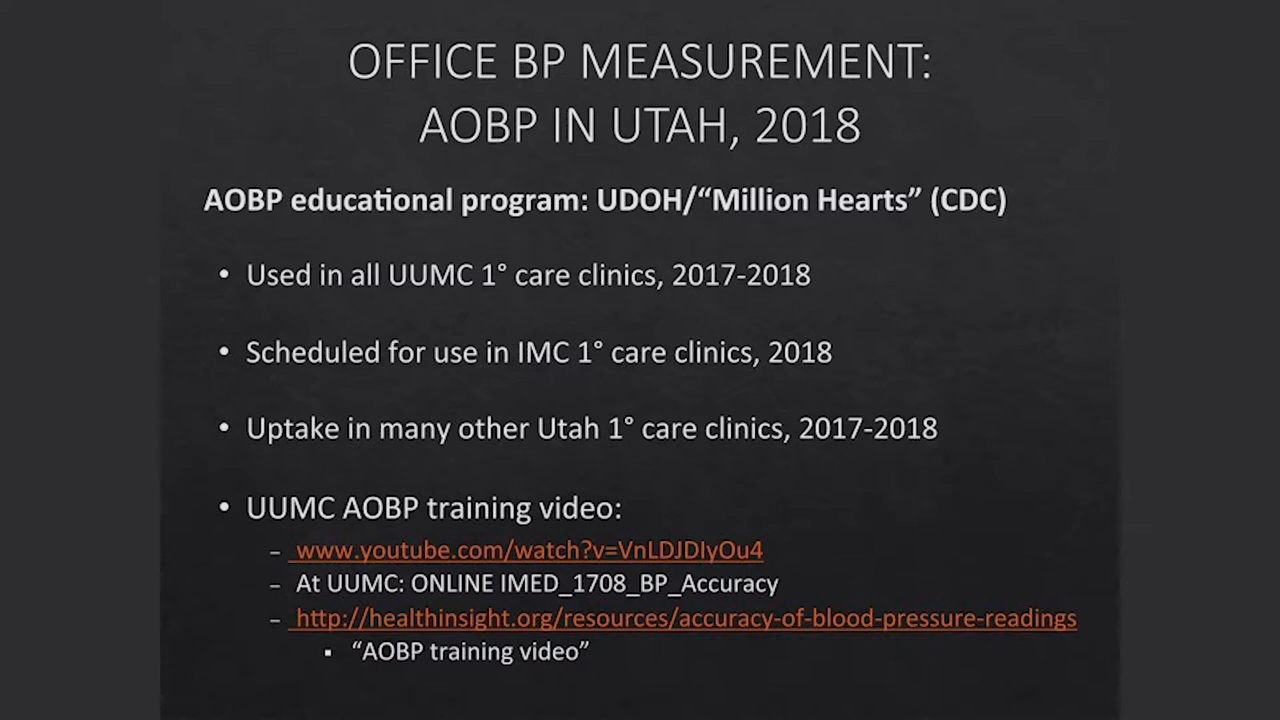 OFFICE BP MEASUREMENT:
AOBP IN UTAH, 2018
AOBP educational program: UDOH/“Million Hearts” (CDC)
• Used in all UUMC 1° care clinics, 2017-2018
• Scheduled for use in IMC 1° care clinics, 2018
• Uptake in many other Utah 1° care clinics, 2017-2018
• UUMC AOBP training video:
– www.youtube.com/watch?v=VnLDJDIyOu4
– At UUMC: ONLINE IMED_1708_BP_Accuracy
– http://healthinsight.org/resources/accuracy-of-blood-pressure-readings
▪ “AOBP training video”